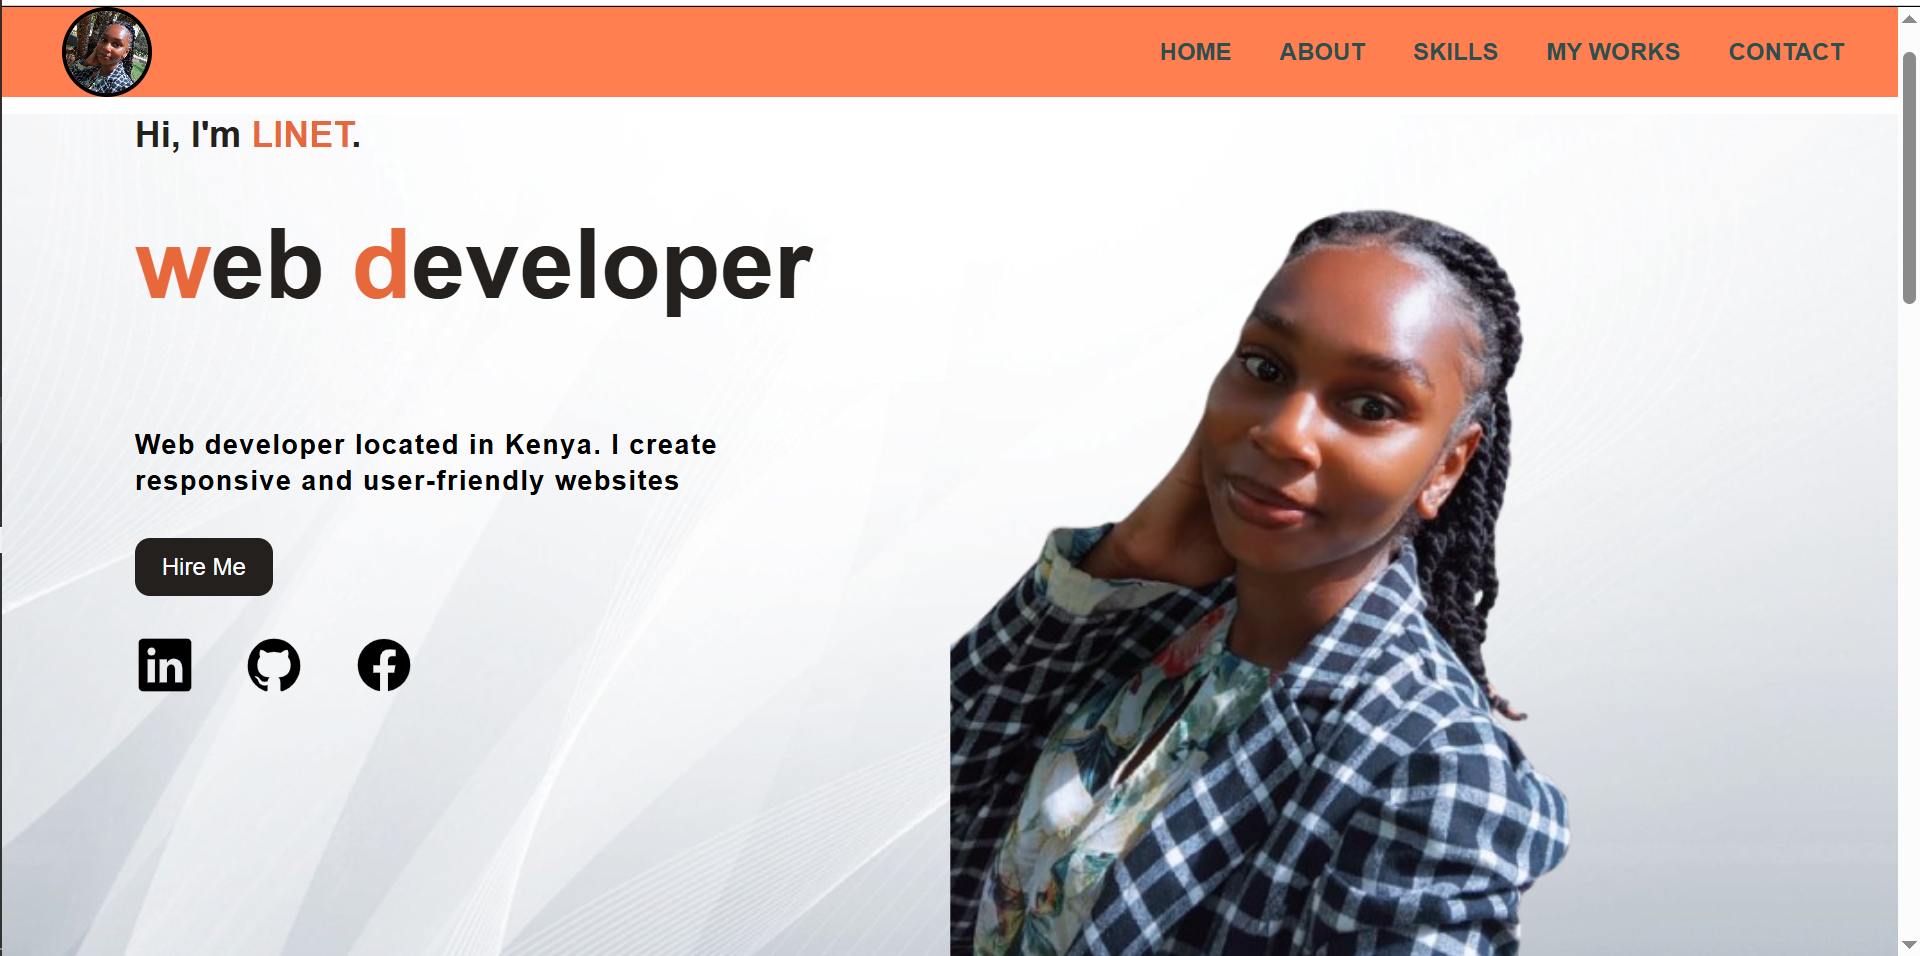 HOME ABOUT SKILLS MY WORKS CONTACT
Hi, I'm LINET.
web developer
Web developer located in Kenya. I create
responsive and user-friendly websites
Hire Me
in